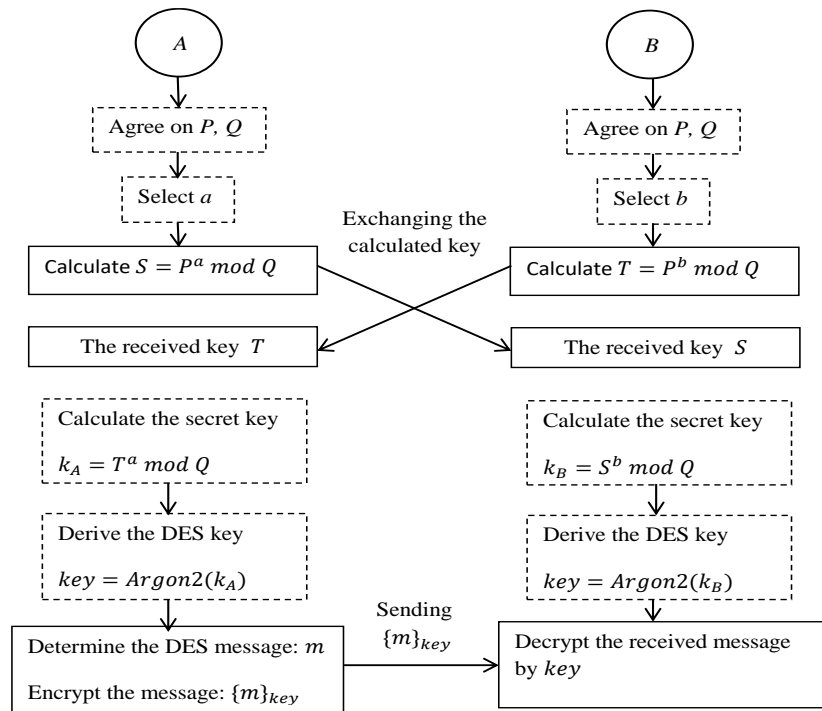 A
B
Agree on P, Q
Agree on P, Q
Select a
Select b
Exchanging the
calculated key
Calculate S = P^a mod Q
Calculate T = P^b mod Q
The received key T
The received key S
Calculate the secret key
k_A = T^a mod Q
Calculate the secret key
k_B = S^b mod Q
Derive the DES key
key = Argon2(k_A)
Derive the DES key
key = Argon2(k_B)
Sending
{m}_key
Determine the DES message: m
Encrypt the message: {m}_key
Decrypt the received message
by key